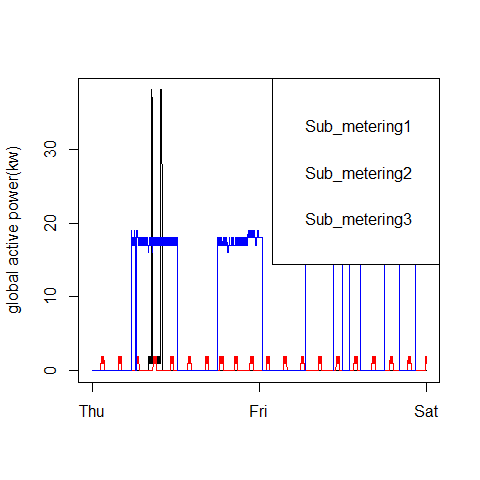 global active power(kw)
30
20
10
0
Sub_metering1
Sub_metering2
Sub_metering3
Thu Fri Sat